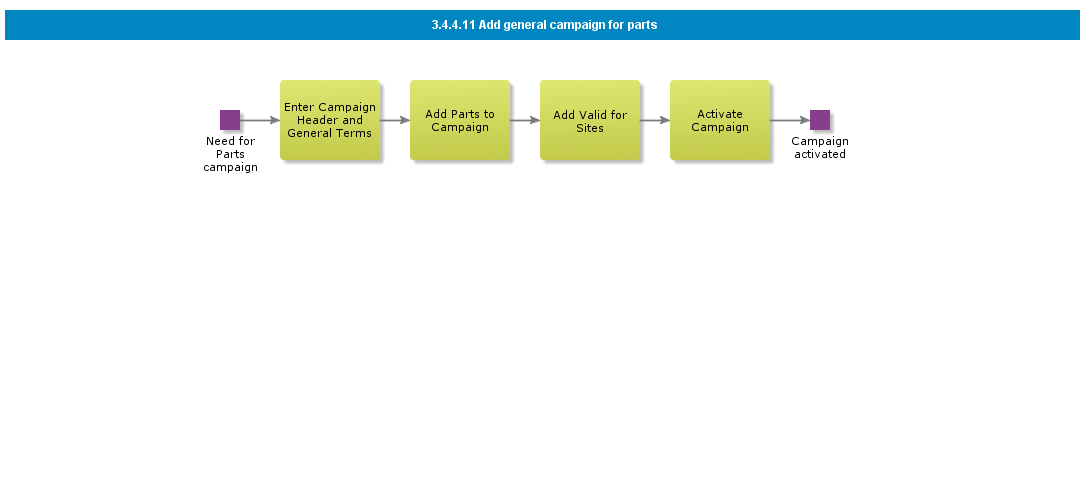 3.4.4.11 Add general campaign for parts
Need for
Parts
campaign
Enter Campaign
Header and
General Terms
Add Parts to
Campaign
Add Valid for
Sites
Activate
Campaign
Campaign
activated